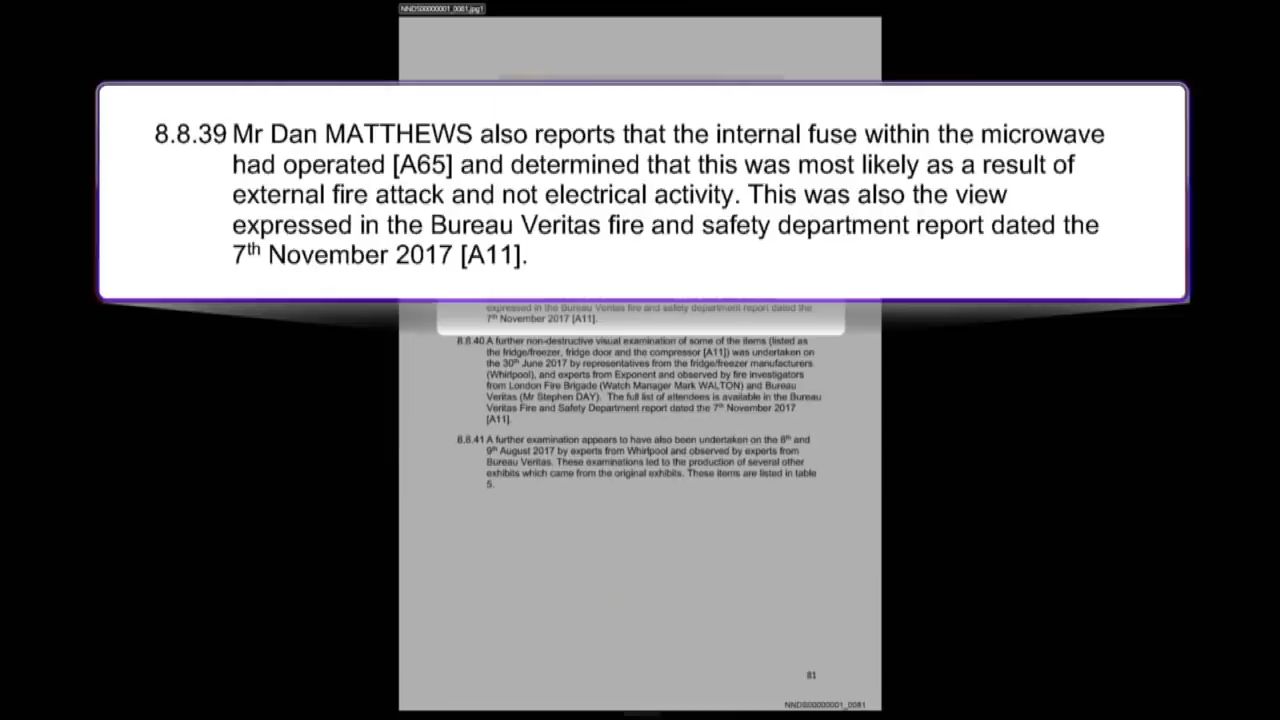 NNDS00000001_0081.jpg1
8.8.39 Mr Dan MATTHEWS also reports that the internal fuse within the microwave
had operated [A65] and determined that this was most likely as a result of
external fire attack and not electrical activity. This was also the view
expressed in the Bureau Veritas fire and safety department report dated the
7th November 2017 [A11].
expressed in the Bureau Veritas fire and safety department report dated the
7th November 2017 [A11].
8.8.40 A further non-destructive visual examination of some of the items (listed as
the fridge/freezer, fridge door and the compressor [A11]) was undertaken on
the 30th June 2017 by representatives from the fridge/freezer manufacturers
(Whirlpool), and experts from Exponent and observed by fire investigators
from London Fire Brigade (Watch Manager Mark WALTON) and Bureau
Veritas (Mr Stephen DAY). The full list of attendees is available in the Bureau
Veritas Fire and Safety Department report dated the 7th November 2017
[A11].
8.8.41 A further examination appears to have also been undertaken on the 8th and
9th August 2017 by experts from Whirlpool and observed by experts from
Bureau Veritas. These examinations led to the production of several other
exhibits which came from the original exhibits. These items are listed in table
5.
81
NNDS00000001_0081